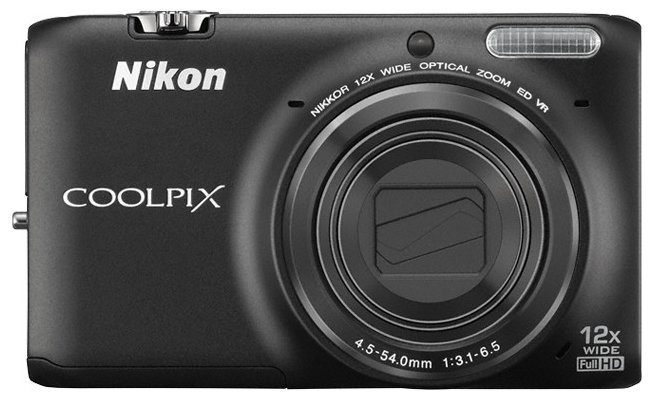 Nikon
NIKKOR 12X WIDE OPTICAL ZOOM ED VR
COOLPIX
4.5-54.0mm 1:3.1-6.5
12x
WIDE
Full HD